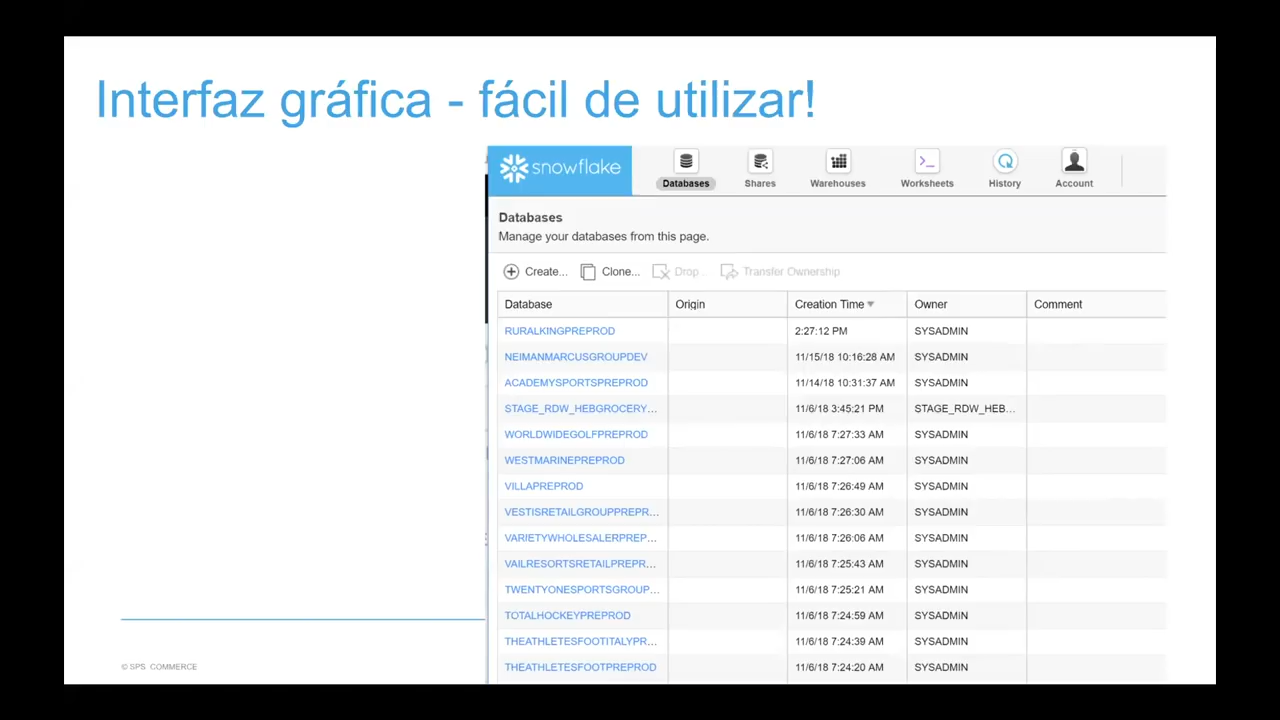 Interfaz gráfica - fácil de utilizar!
snowflake
Databases Shares Warehouses Worksheets History Account
Databases
Manage your databases from this page.
Create... Clone... Drop... Transfer Ownership
Database Origin Creation Time Owner Comment
RURALKINGPREPROD 2:27:12 PM SYSADMIN
NEIMANMARCUSGROUPDEV 11/15/18 10:16:28 AM SYSADMIN
ACADEMYSPORTSPREPROD 11/14/18 10:31:37 AM SYSADMIN
STAGE_RDW_HEBGROCERY... 11/6/18 3:45:21 PM STAGE_RDW_HEB...
WORLDWIDEGOLFPREPROD 11/6/18 7:27:33 AM SYSADMIN
WESTMARINEPREPROD 11/6/18 7:27:06 AM SYSADMIN
VILLAPREPROD 11/6/18 7:26:49 AM SYSADMIN
VESTISRETAILGROUPPREPR... 11/6/18 7:26:30 AM SYSADMIN
VARIETYWHOLESALERPREP... 11/6/18 7:26:06 AM SYSADMIN
VAILRESORTSRETAILPREPR... 11/6/18 7:25:43 AM SYSADMIN
TWENTYONESPORTSGROUP... 11/6/18 7:25:21 AM SYSADMIN
TOTALHOCKEYPREPROD 11/6/18 7:24:59 AM SYSADMIN
THEATHLETESFOOTITALYPR... 11/6/18 7:24:39 AM SYSADMIN
THEATHLETESFOOTPREPROD 11/6/18 7:24:20 AM SYSADMIN
© SPS COMMERCE